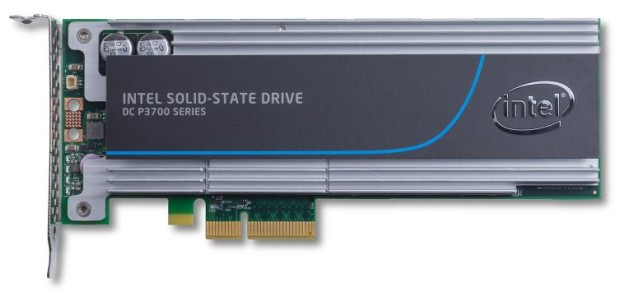 INTEL SOLID-STATE DRIVE
DC P3700 SERIES
intel